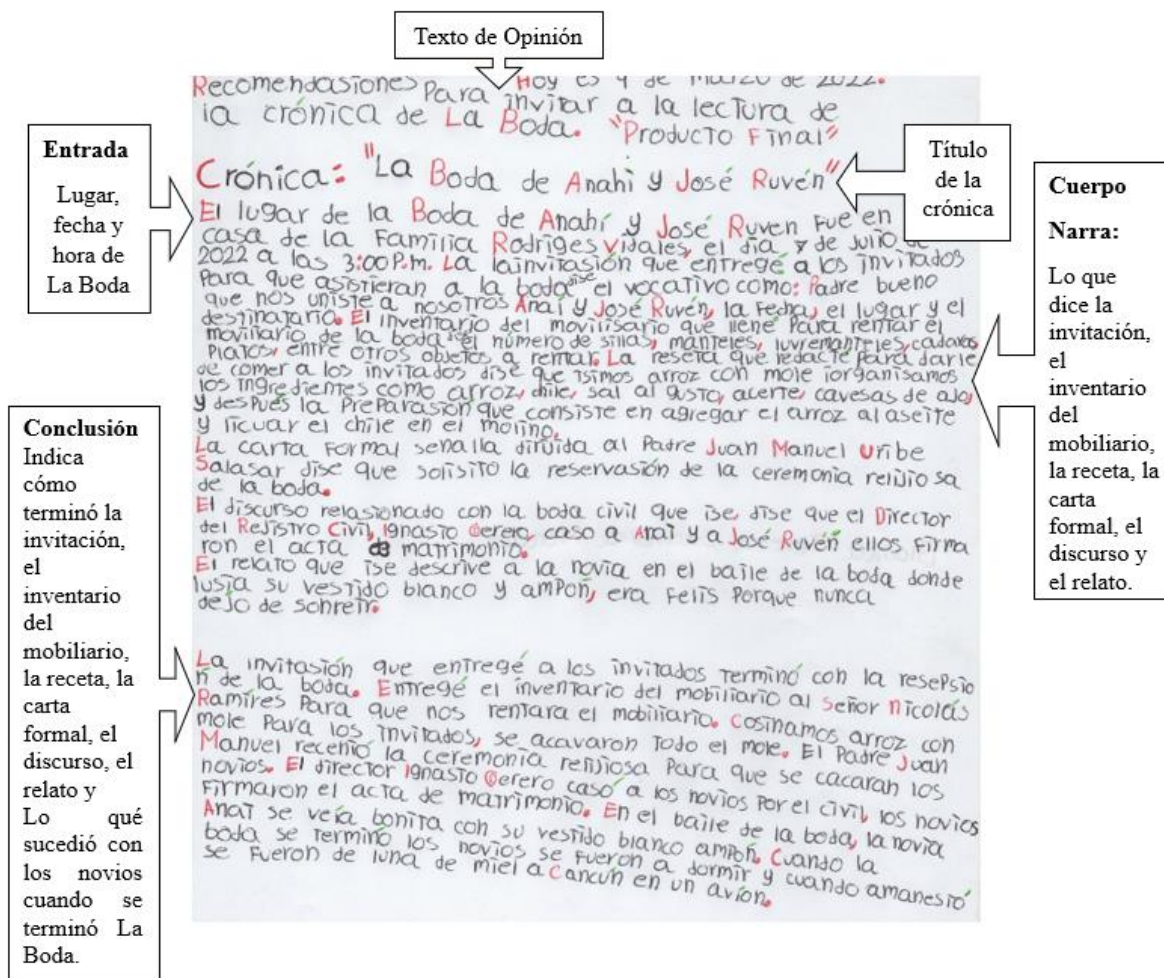 Texto de Opinión
Recomendasiones Para Hoy es 9 de marzo de 2022.
invitar a la lectura de
la crónica de La Boda. "Producto Final"
Crónica: "La Boda de Anahi y José Ruvén"
El lugar de la Boda de Anahí y José Ruven Fue en
casa de la Familia Rodriges Vidales, el día 7 de Julio de
2022 a las 3:00 P.m. La lainvitasión que entregé a los invitados
Para que asistieran a la boda dise el vocativo como: Padre bueno
que nos uniste a nosotros Anaí y José Ruvén, la Fecha, el lugar y el
destinatario. El inventario del movilisario que llené Para rentar el
moviliario de la boda el número de sillas, manteles, luvremanteles,
Platos, entre otros objetos a rentar. La reseta que redacté Para darle
de comer a los invitados dise que isimos arroz con mole iorganisamos
los ingredientes como arroz, chile, sal al gusto, aceite, cavesas de ajo,
y después la Preparasión que consiste en agregar el arroz al aseite
y licuar el chile en el molino.
La carta Formal senalla dirijida al Padre Juan Manuel Uribe
Salasar dise que solisito la reservasión de la ceremonia relijiosa
de la boda.
El discurso relasionado con la boda civil que ise, dise que el Director
del Rejistro Civil, Ignasio Cerero, caso a Anaí y a José Ruvén ellos Firma
ron el acta de matrimonio.
El relato que ise describe a la novia en el baile de la boda donde
lusía su vestido blanco y ampon, era Felis Porque nunca
dejo de sonreír.
La invitasión que entregé a los invitados terminó con la resepsio
n de la boda. Entregé el inventario del mobiliario al Señor Nicolás
Ramíres Para que nos rentara el mobiliario. Cosinamos arroz con
mole Para los invitados, se acavaron todo el mole. El Padre Juan
Manuel la ceremonia relijiosa Para que se cacaran los
novios. El director Ignasio Cerero casó a los novios Por el civil, los novios
Firmaron el acta de matrimonio. En el baile de la boda, la novia
Anaí se veía bonita con su vestido blanco ampón. Cuando la
boda se terminó los novios se fueron a dormir y cuando amanesió
se fueron de luna de miel a Cancún en un avión.
Entrada
Lugar,
fecha y
hora de
La Boda
Título
de la
crónica
Cuerpo
Narra:
Lo que
dice la
invitación,
el
inventario
del
mobiliario,
la receta, la
carta
formal, el
discurso y
el relato.
Conclusión
Indica
cómo
terminó la
invitación,
el
inventario
del
mobiliario,
la receta, la
carta
formal, el
discurso, el
relato y
Lo qué
sucedió con
los novios
cuando se
terminó La
Boda.